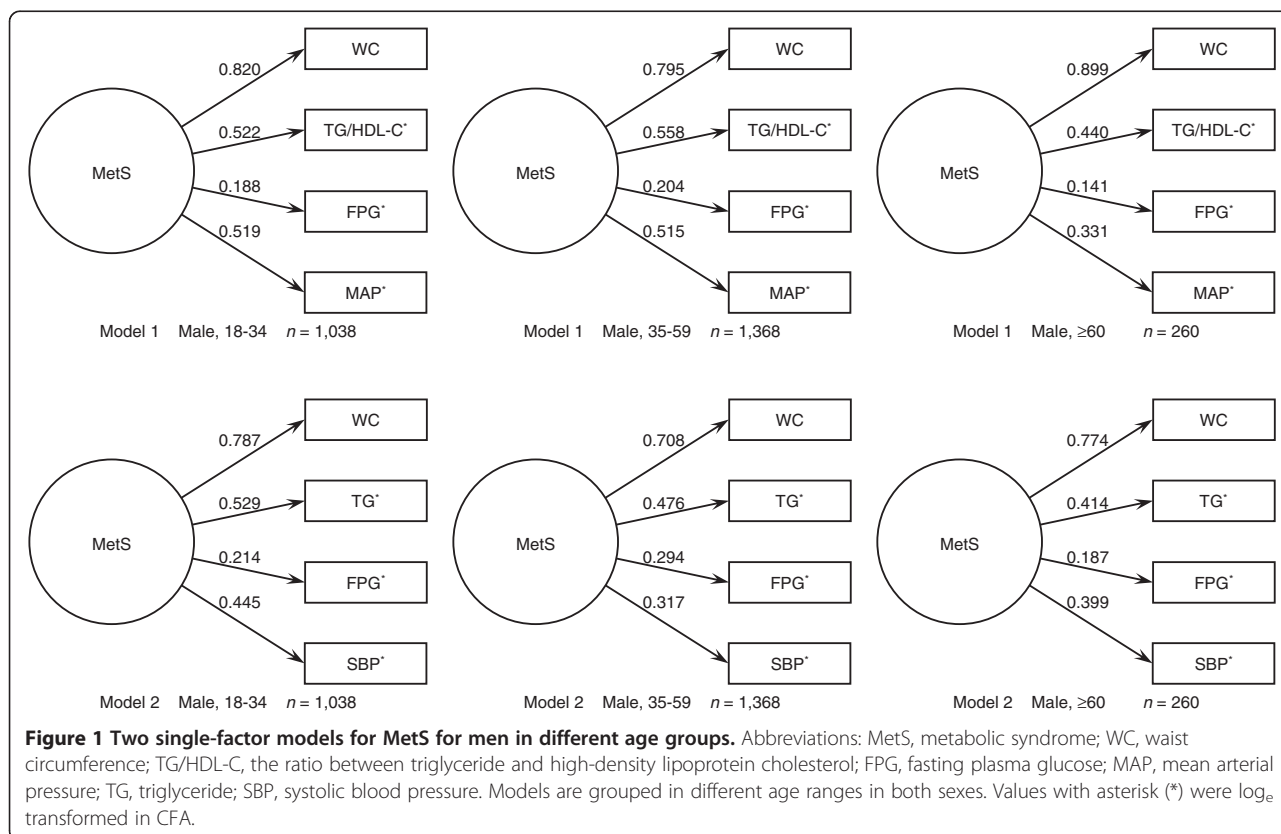 WC WC WC
0.820 0.795 0.899
TG/HDL-C* TG/HDL-C* TG/HDL-C*
0.522 0.558 0.440
MetS MetS MetS
0.188 0.204 0.141
FPG* FPG* FPG*
0.519 0.515 0.331
MAP* MAP* MAP*
Model 1 Male, 18-34 n = 1,038 Model 1 Male, 35-59 n = 1,368 Model 1 Male, ≥60 n = 260
WC WC WC
0.787 0.708 0.774
TG* TG* TG*
0.529 0.476 0.414
MetS MetS MetS
0.214 0.294 0.187
FPG* FPG* FPG*
0.445 0.317 0.399
SBP* SBP* SBP*
Model 2 Male, 18-34 n = 1,038 Model 2 Male, 35-59 n = 1,368 Model 2 Male, ≥60 n = 260
Figure 1 Two single-factor models for MetS for men in different age groups. Abbreviations: MetS, metabolic syndrome; WC, waist
circumference; TG/HDL-C, the ratio between triglyceride and high-density lipoprotein cholesterol; FPG, fasting plasma glucose; MAP, mean arterial
pressure; TG, triglyceride; SBP, systolic blood pressure. Models are grouped in different age ranges in both sexes. Values with asterisk (*) were logₑ
transformed in CFA.